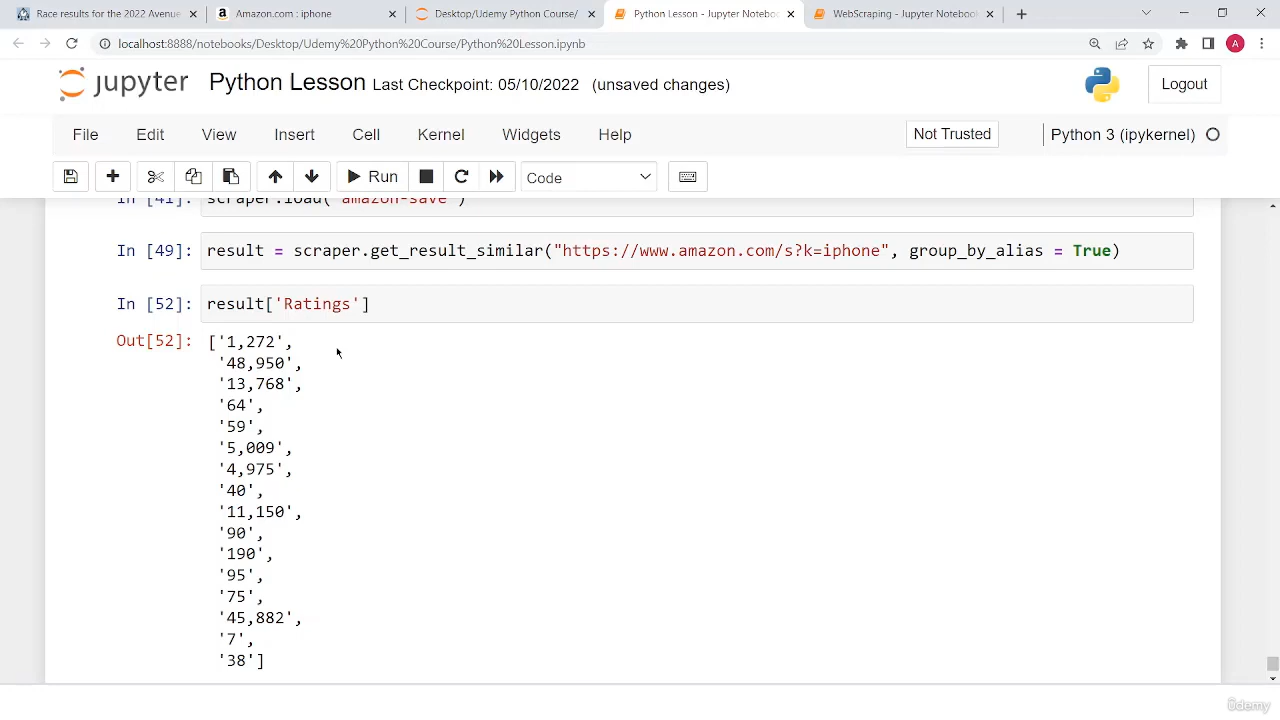 Race results for the 2022 Avenue
Amazon.com : iphone
Desktop/Udemy Python Course/
Python Lesson - Jupyter Notebook
WebScraping - Jupyter Notebook
localhost:8888/notebooks/Desktop/Udemy%20Python%20Course/Python%20Lesson.ipynb
A
jupyter Python Lesson Last Checkpoint: 05/10/2022 (unsaved changes)
Logout
File Edit View Insert Cell Kernel Widgets Help
Not Trusted
Python 3 (ipykernel)
Run
Code
In [41]: scraper.load('amazon-save')
In [49]: result = scraper.get_result_similar("https://www.amazon.com/s?k=iphone", group_by_alias = True)
In [52]: result['Ratings']
Out[52]: ['1,272',
'48,950',
'13,768',
'64',
'59',
'5,009',
'4,975',
'40',
'11,150',
'90',
'190',
'95',
'75',
'45,882',
'7',
'38']
ûdemy